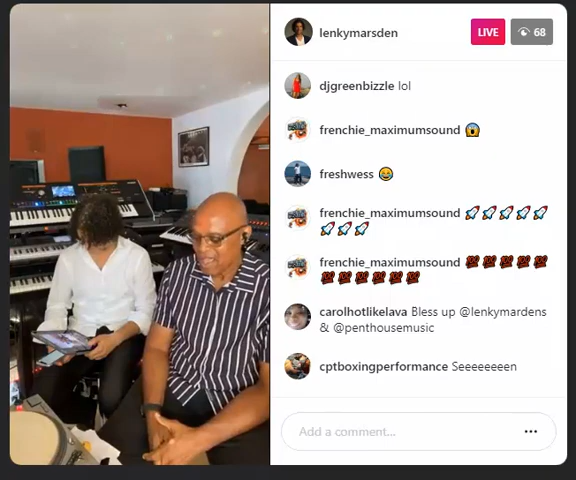 lenkymarsden
LIVE
68
djgreenbizzle lol
frenchie_maximumsound 😱
freshwess 😂
frenchie_maximumsound 🚀🚀🚀🚀🚀
🚀🚀🚀
frenchie_maximumsound 💯💯💯💯💯
💯💯💯💯💯💯
carolhotlikelava Bless up @lenkymardens
& @penthousemusic
cptboxingperformance Seeeeeeeen
Add a comment...